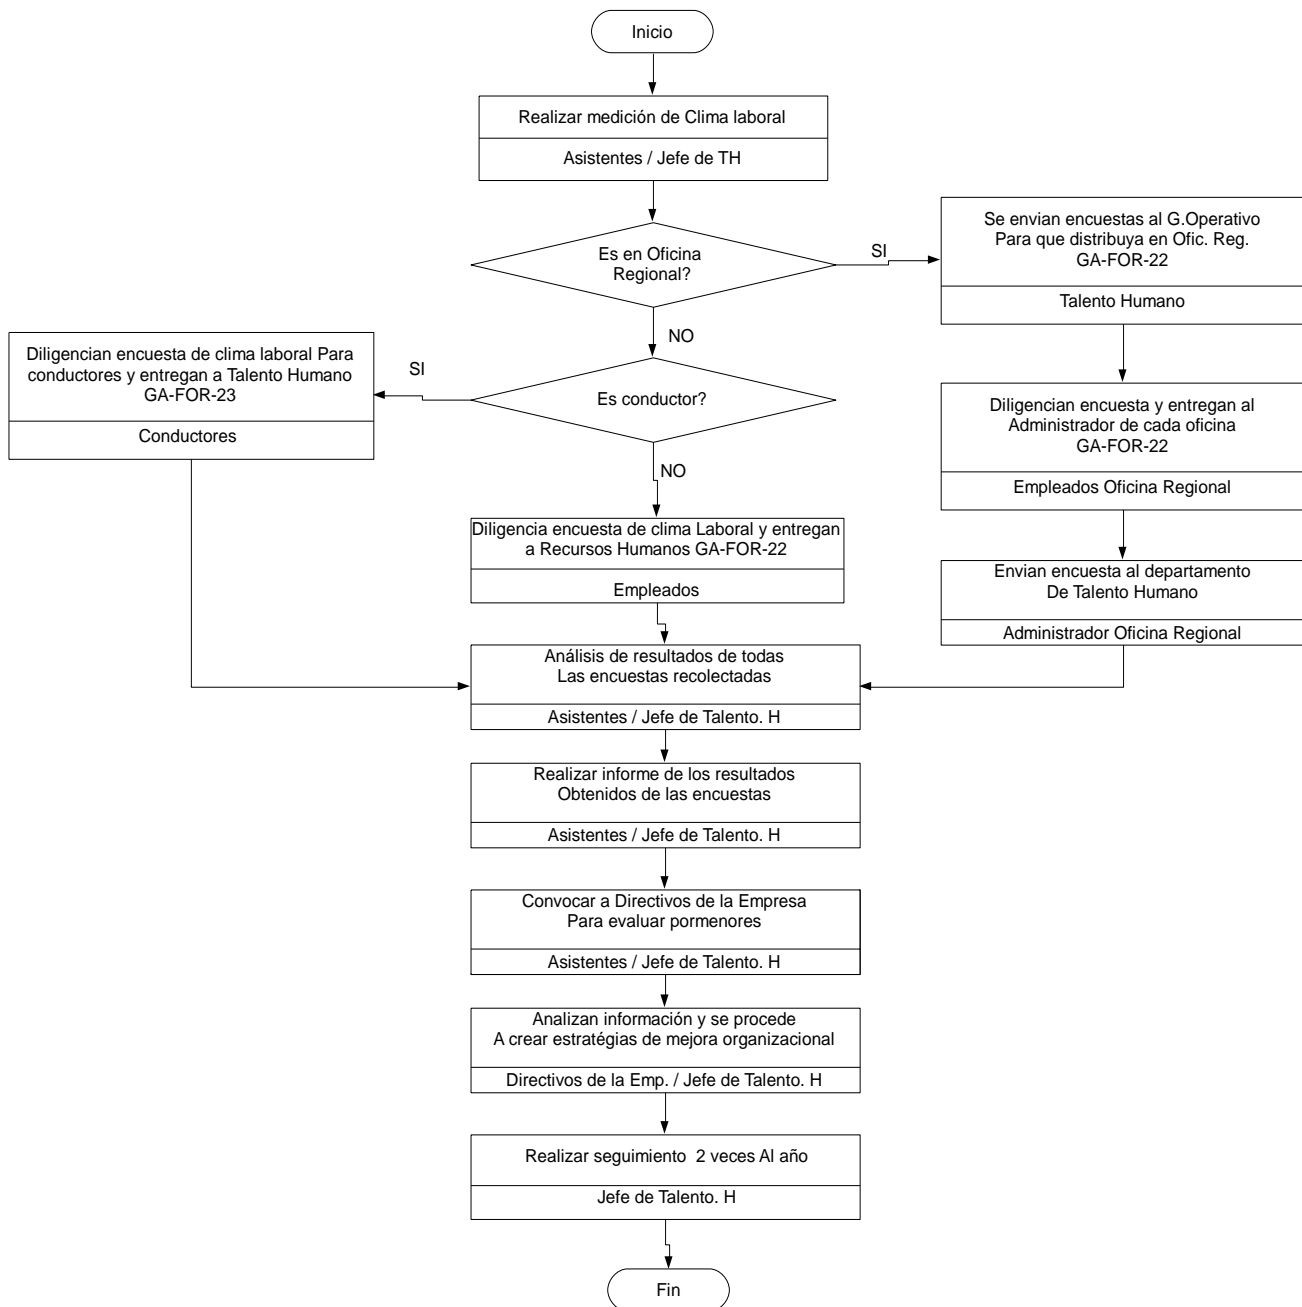 Inicio
Realizar medición de Clima laboral
Asistentes / Jefe de TH
Es en Oficina
Regional?
SI
Se envian encuestas al G.Operativo
Para que distribuya en Ofic. Reg.
GA-FOR-22
Talento Humano
NO
Diligencian encuesta de clima laboral Para
conductores y entregan a Talento Humano
GA-FOR-23
Conductores
SI
Es conductor?
Diligencian encuesta y entregan al
Administrador de cada oficina
GA-FOR-22
Empleados Oficina Regional
NO
Diligencia encuesta de clima Laboral y entregan
a Recursos Humanos GA-FOR-22
Empleados
Envian encuesta al departamento
De Talento Humano
Administrador Oficina Regional
Análisis de resultados de todas
Las encuestas recolectadas
Asistentes / Jefe de Talento. H
Realizar informe de los resultados
Obtenidos de las encuestas
Asistentes / Jefe de Talento. H
Convocar a Directivos de la Empresa
Para evaluar pormenores
Asistentes / Jefe de Talento. H
Analizan información y se procede
A crear estratégias de mejora organizacional
Directivos de la Emp. / Jefe de Talento. H
Realizar seguimiento 2 veces Al año
Jefe de Talento. H
Fin